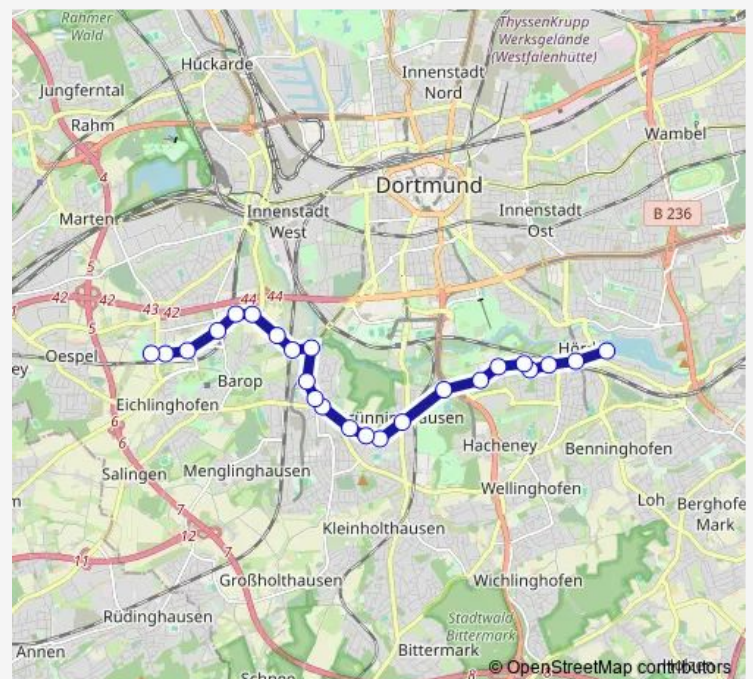 Rahmer
Wald
Huckarde
ThyssenKrupp
Werksgelände
(Westfalenhütte)
Innenstadt
Nord
Jungferntal
Rahm
Wambel
4
Dortmund
Marten
Innenstadt
West
Innenstadt
Ost
B 236
5
42
42
43
42
44
44
5
Oespel
Barop
Eichlinghofen
6
6
Hacheney
Benninghofen
Salingen
Menglinghausen
Wellinghofen
Loh
Berghofe
Mark
7
12
7
11
Kleinholthausen
Großholthausen
Wichlinghofen
Rüdinghausen
Stadtwald
Bittermark
Annen
Bittermark
8
© OpenStreetMap contributors